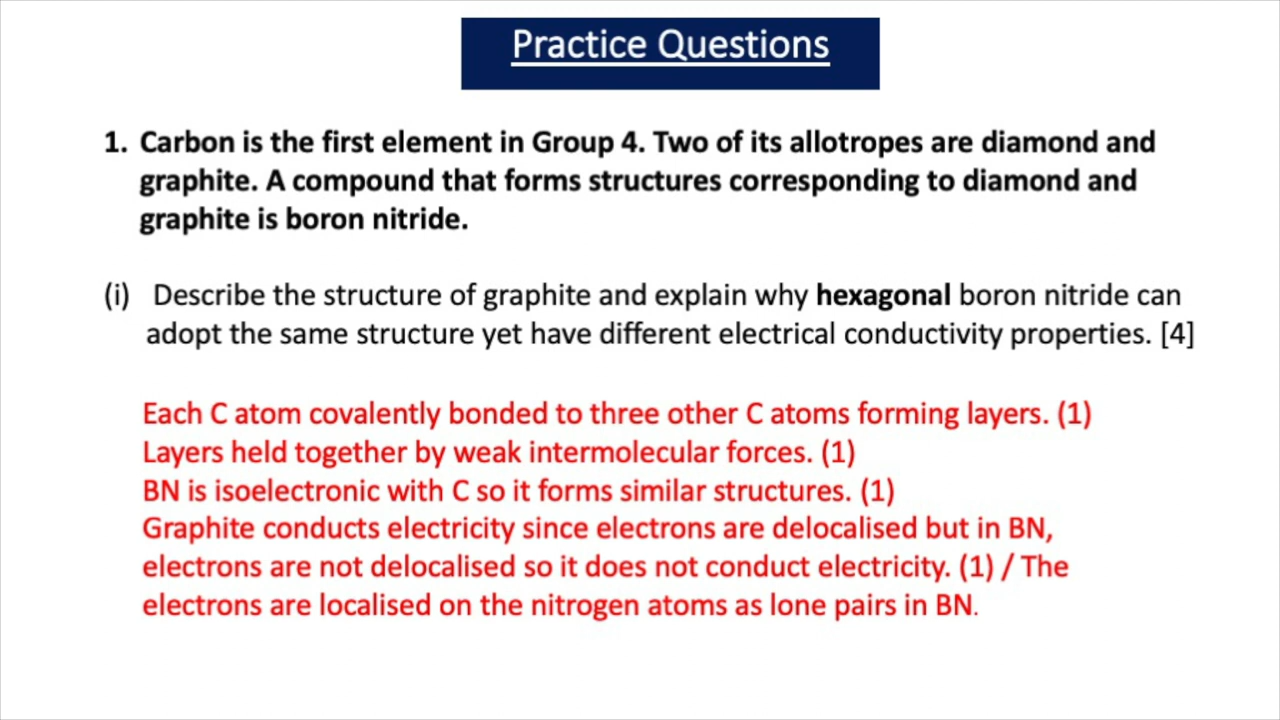 Practice Questions
1. Carbon is the first element in Group 4. Two of its allotropes are diamond and
graphite. A compound that forms structures corresponding to diamond and
graphite is boron nitride.
(i) Describe the structure of graphite and explain why hexagonal boron nitride can
adopt the same structure yet have different electrical conductivity properties. [4]
Each C atom covalently bonded to three other C atoms forming layers. (1)
Layers held together by weak intermolecular forces. (1)
BN is isoelectronic with C so it forms similar structures. (1)
Graphite conducts electricity since electrons are delocalised but in BN,
electrons are not delocalised so it does not conduct electricity. (1) / The
electrons are localised on the nitrogen atoms as lone pairs in BN.